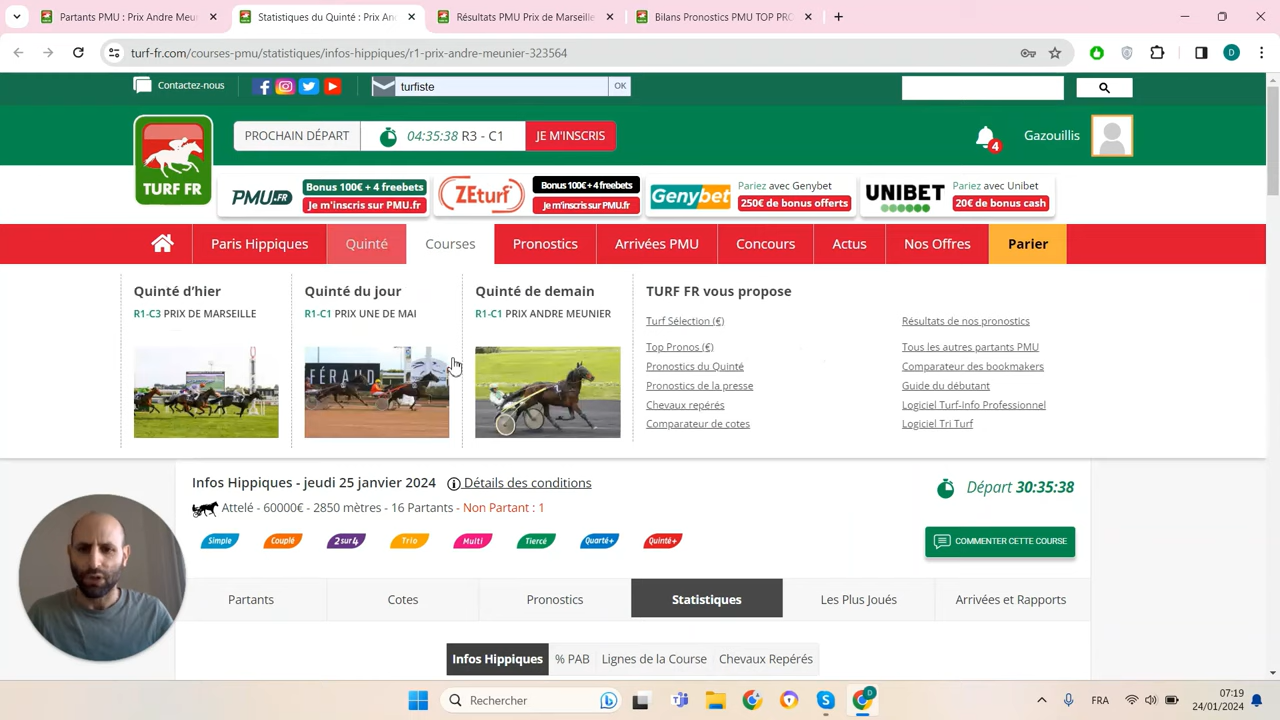 Partants PMU : Prix Andre Meun
Statistiques du Quinté : Prix An
Résultats PMU Prix de Marseille
Bilans Pronostics PMU TOP PRO
turf-fr.com/courses-pmu/statistiques/infos-hippiques/r1-prix-andre-meunier-323564
D
Contactez-nous
turfiste
OK
TURF FR
PROCHAIN DÉPART
04:35:38 R3 - C1
JE M'INSCRIS
4
Gazouillis
PMU.FR
Bonus 100€ + 4 freebets
Je m'inscris sur PMU.fr
ZEturf
Bonus 100€ + 4 freebets
Je m'inscris sur PMU.fr
Genybet
Pariez avec Genybet
250€ de bonus offerts
UNIBET
Pariez avec Unibet
20€ de bonus cash
Paris Hippiques
Quinté
Courses
Pronostics
Arrivées PMU
Concours
Actus
Nos Offres
Parier
Quinté d’hier
R1-C3 PRIX DE MARSEILLE
Quinté du jour
R1-C1 PRIX UNE DE MAI
FÉRAUD
Quinté de demain
R1-C1 PRIX ANDRE MEUNIER
TURF FR vous propose
Turf Sélection (€)
Top Pronos (€)
Pronostics du Quinté
Pronostics de la presse
Chevaux repérés
Comparateur de cotes
Résultats de nos pronostics
Tous les autres partants PMU
Comparateur des bookmakers
Guide du débutant
Logiciel Turf-Info Professionnel
Logiciel Tri Turf
Infos Hippiques - jeudi 25 janvier 2024
Détails des conditions
Attelé - 60000€ - 2850 mètres - 16 Partants - Non Partant : 1
Départ 30:35:38
Simple
Couplé
2sur4
Trio
Multi
Tiercé
Quarté+
Quinté+
COMMENTER CETTE COURSE
Partants
Cotes
Pronostics
Statistiques
Les Plus Joués
Arrivées et Rapports
Infos Hippiques
% PAB
Lignes de la Course
Chevaux Repérés
Rechercher
D
FRA
07:19
24/01/2024